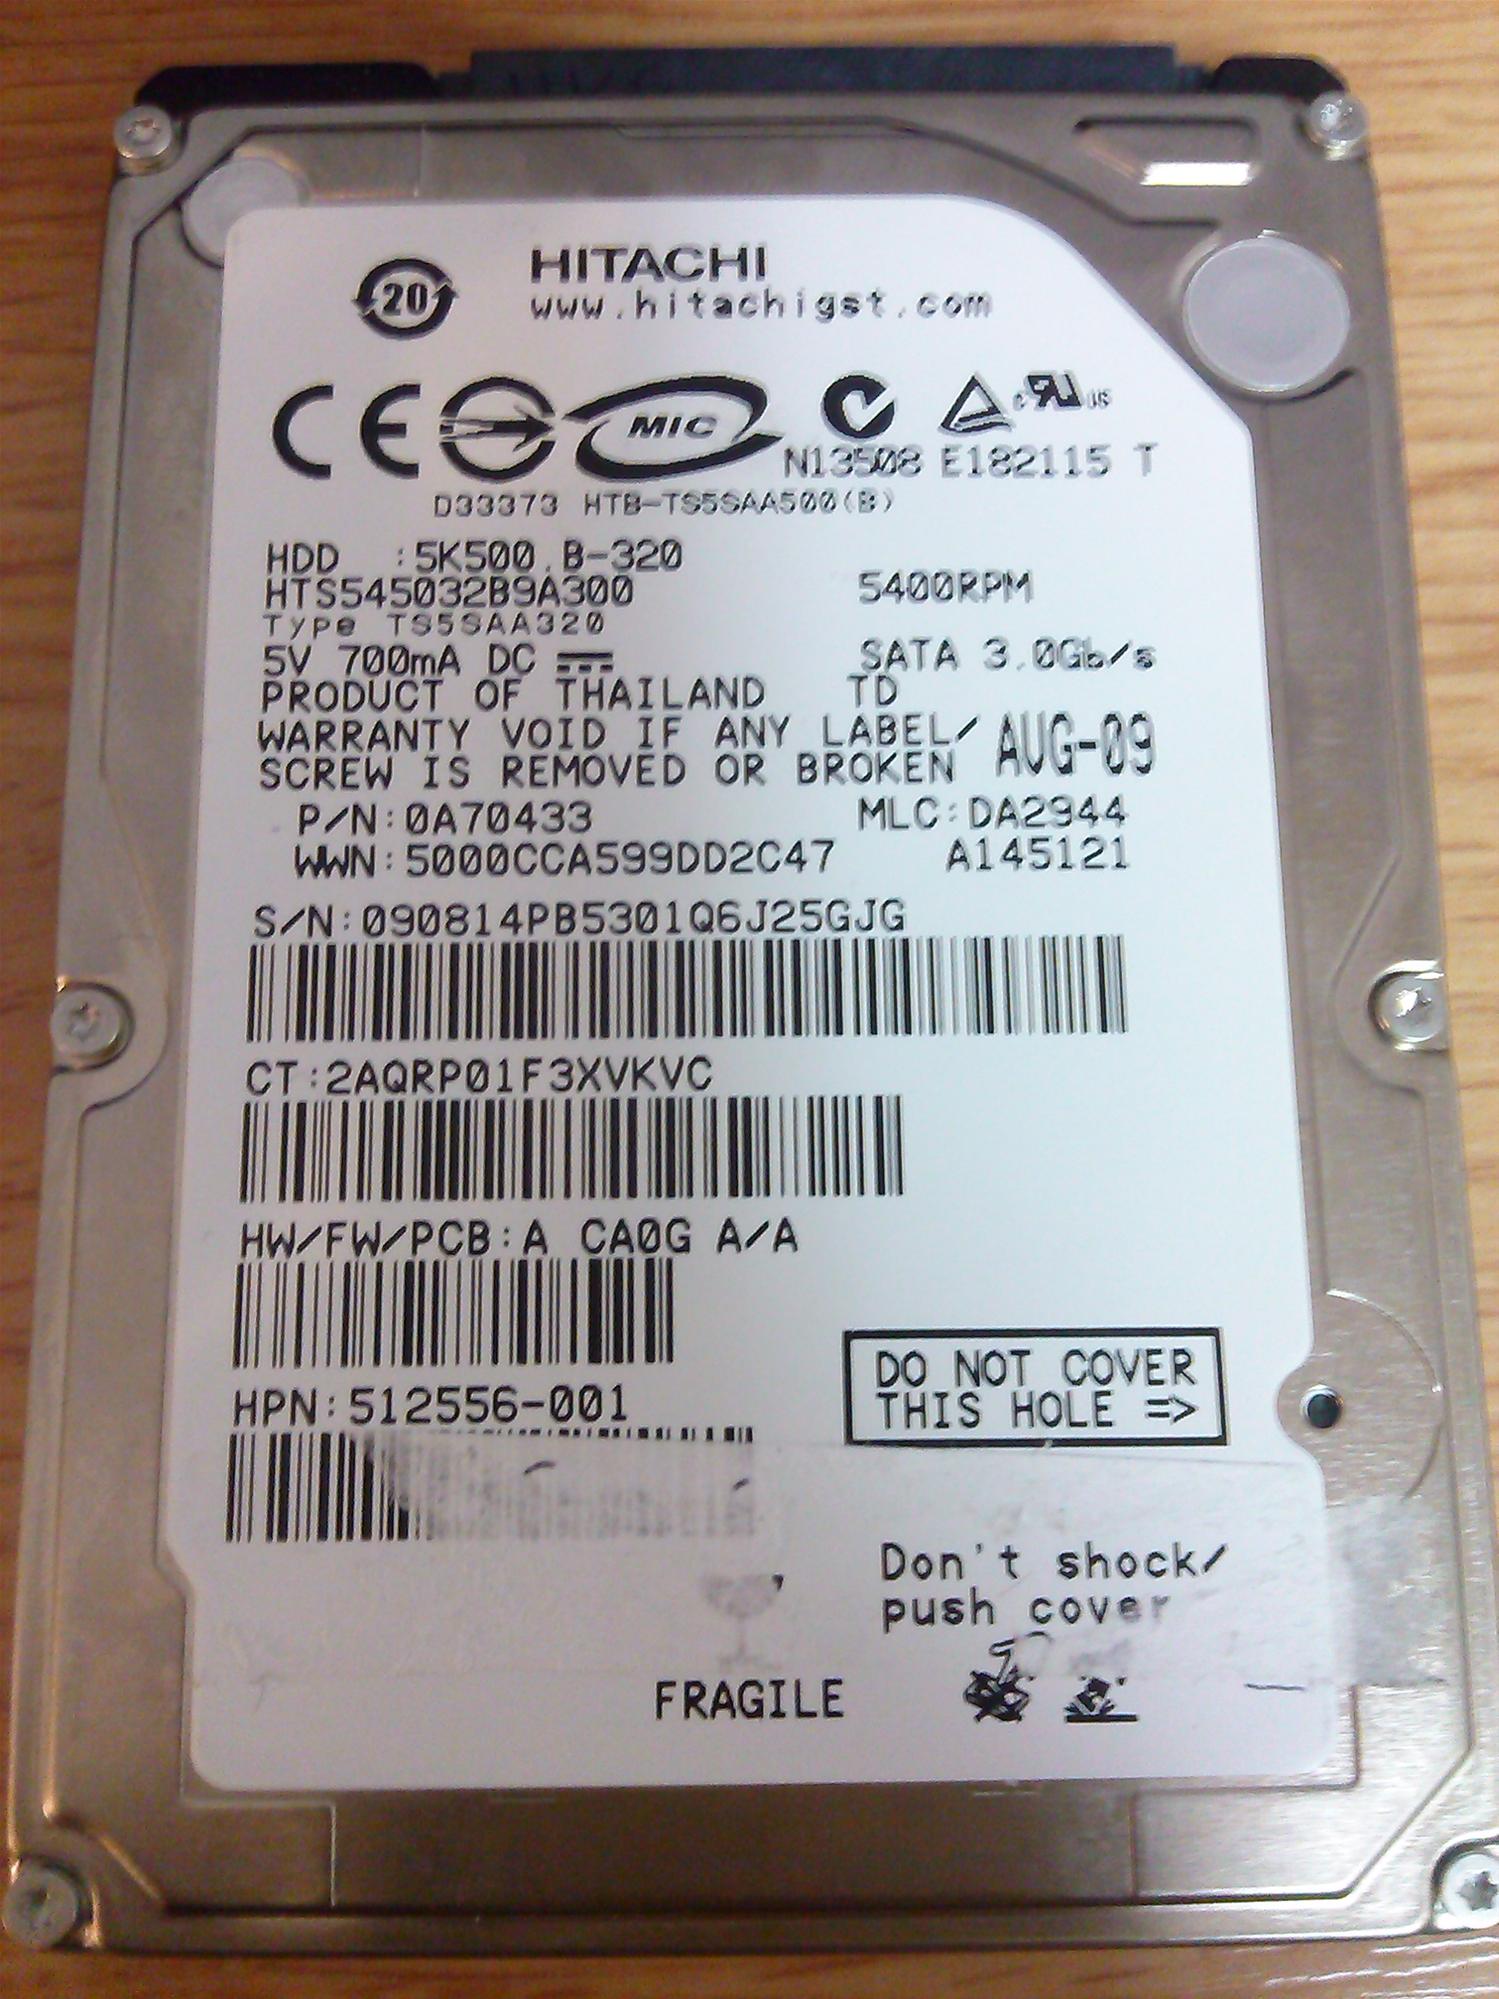 20
HITACHI
www.hitachigst.com
CE MIC c UL us
N13508 E182115 T
D33373 HTB-TS5SAA500(B)
HDD :5K500.B-320
HTS545032B9A300 5400RPM
Type TS5SAA320
5V 700mA DC SATA 3.0Gb/s
PRODUCT OF THAILAND TD
WARRANTY VOID IF ANY LABEL/
SCREW IS REMOVED OR BROKEN AUG-09
P/N:0A70433 MLC:DA2944
WWN:5000CCA599DD2C47 A145121
S/N:090814PB5301Q6J25GJG
CT:2AQRP01F3XVKVC
HW/FW/PCB:A CA0G A/A
HPN:512556-001
DO NOT COVER
THIS HOLE =>
Don't shock/
push cover
FRAGILE